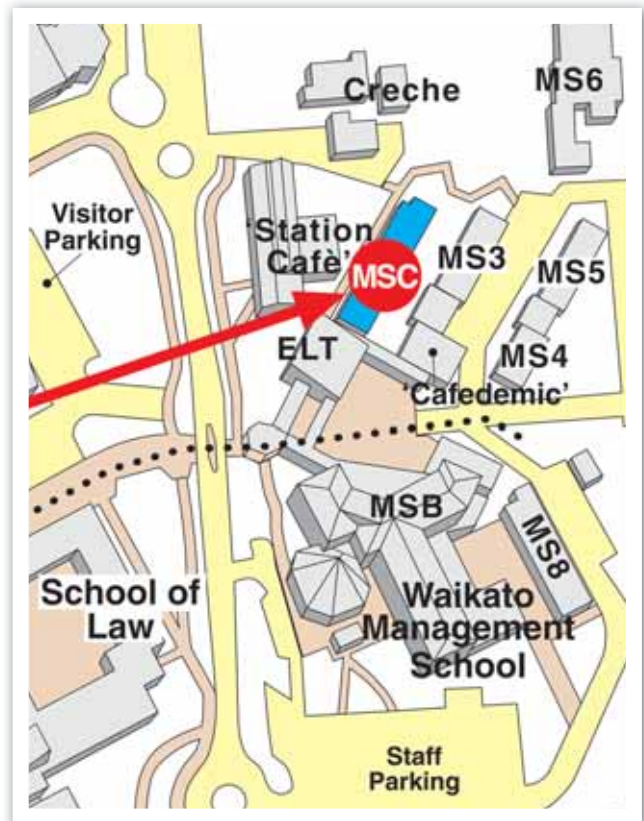 Creche
MS6
Visitor
Parking
'Station
Cafè'
MSC
MS3
MS5
ELT
MS4
'Cafedemic'
MSB
MS8
School of
Law
Waikato
Management
School
Staff
Parking